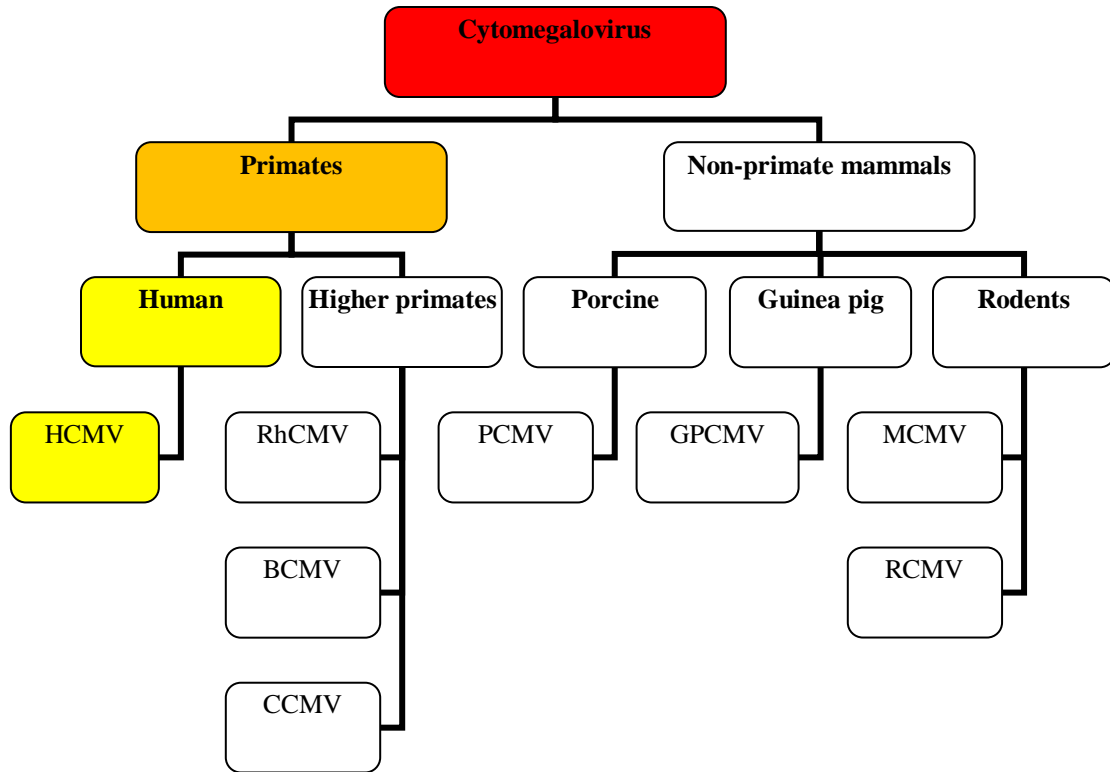 Cytomegalovirus
Primates
Non-primate mammals
Human
Higher primates
Porcine
Guinea pig
Rodents
HCMV
RhCMV
PCMV
GPCMV
MCMV
BCMV
RCMV
CCMV